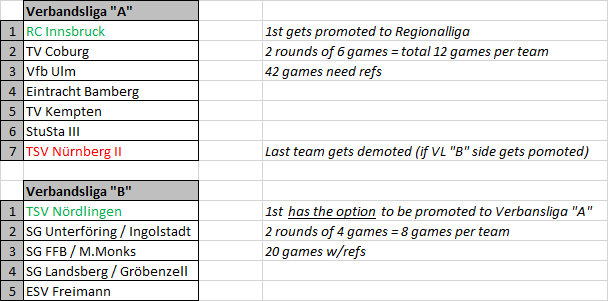 Verbandsliga "A"
1 RC Innsbruck 1st gets promoted to Regionalliga
2 TV Coburg 2 rounds of 6 games = total 12 games per team
3 Vfb Ulm 42 games need refs
4 Eintracht Bamberg
5 TV Kempten
6 StuSta III
7 TSV Nürnberg II Last team gets demoted (if VL "B" side gets pomoted)
Verbandsliga "B"
1 TSV Nördlingen 1st has the option to be promoted to Verbansliga "A"
2 SG Unterföring / Ingolstadt 2 rounds of 4 games = 8 games per team
3 SG FFB / M.Monks 20 games w/refs
4 SG Landsberg / Gröbenzell
5 ESV Freimann